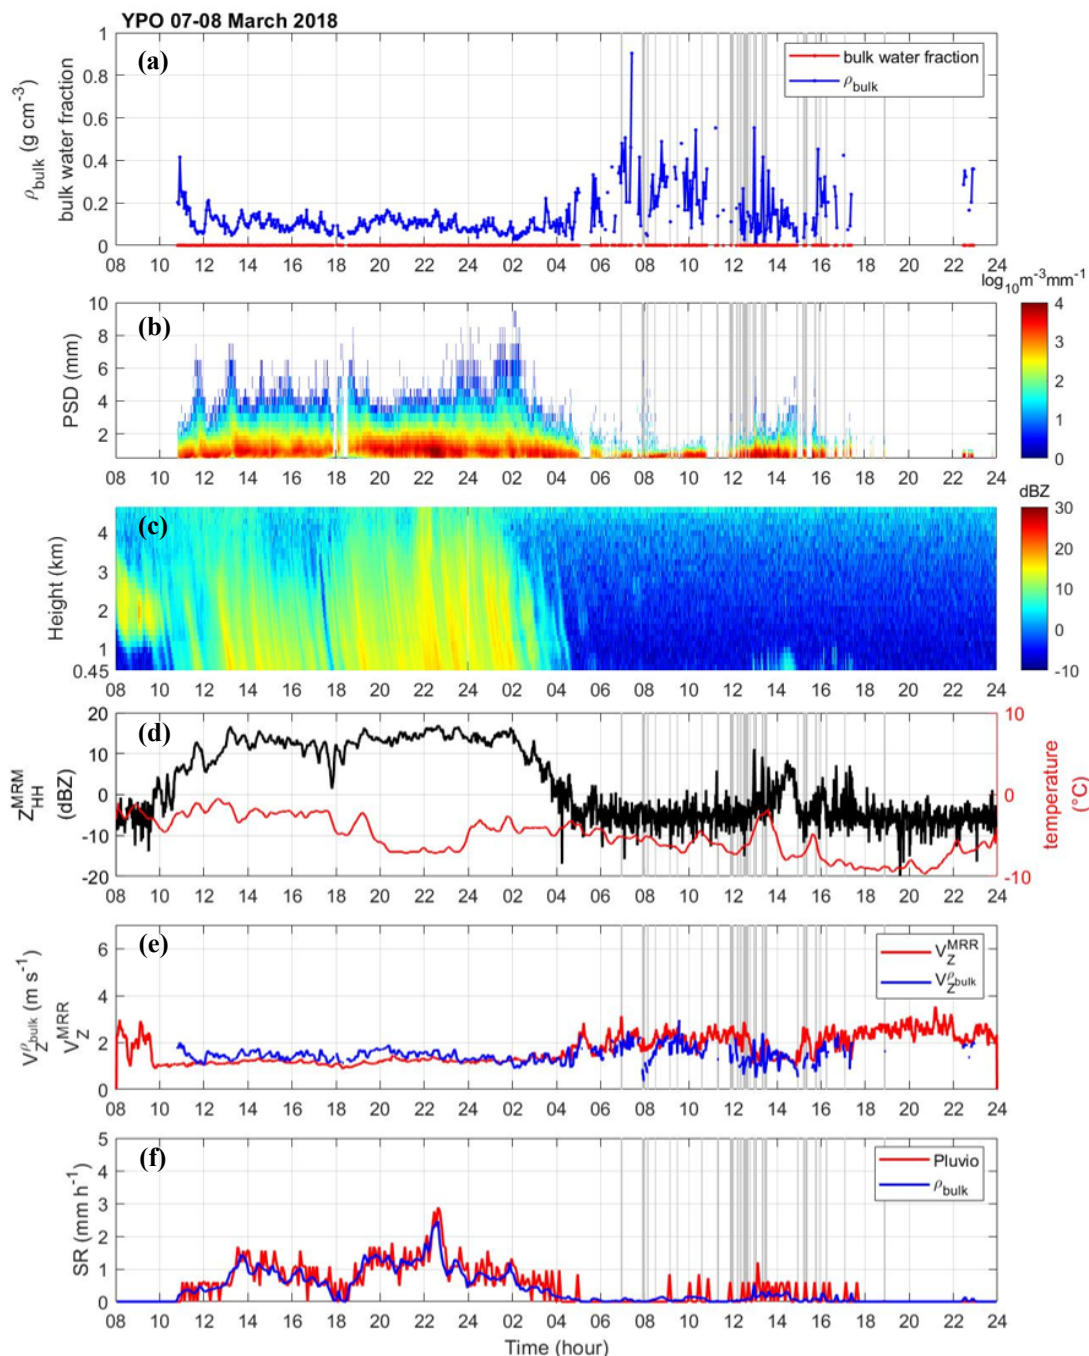 YPO 07-08 March 2018
(a)
ρbulk (g cm-3)
bulk water fraction
bulk water fraction
ρbulk
1
0.8
0.6
0.4
0.2
0
08 10 12 14 16 18 20 22 24 02 04 06 08 10 12 14 16 18 20 22 24
log10m-3mm-1
(b)
PSD (mm)
10
8
6
4
2
4
3
2
1
0
08 10 12 14 16 18 20 22 24 02 04 06 08 10 12 14 16 18 20 22 24
dBZ
(c)
Height (km)
4
3
2
1
0.45
30
20
10
0
-10
08 10 12 14 16 18 20 22 24 02 04 06 08 10 12 14 16 18 20 22 24
(d)
ZHHMRM
(dBZ)
20
10
0
-10
-20
10
0
-10
temperature
(°C)
08 10 12 14 16 18 20 22 24 02 04 06 08 10 12 14 16 18 20 22 24
(e)
VZρbulk (m s-1)
VZMRR
VZMRR
VZρbulk
6
4
2
0
08 10 12 14 16 18 20 22 24 02 04 06 08 10 12 14 16 18 20 22 24
(f)
SR (mm h-1)
Pluvio
ρbulk
5
4
3
2
1
0
08 10 12 14 16 18 20 22 24 02 04 06 08 10 12 14 16 18 20 22 24
Time (hour)